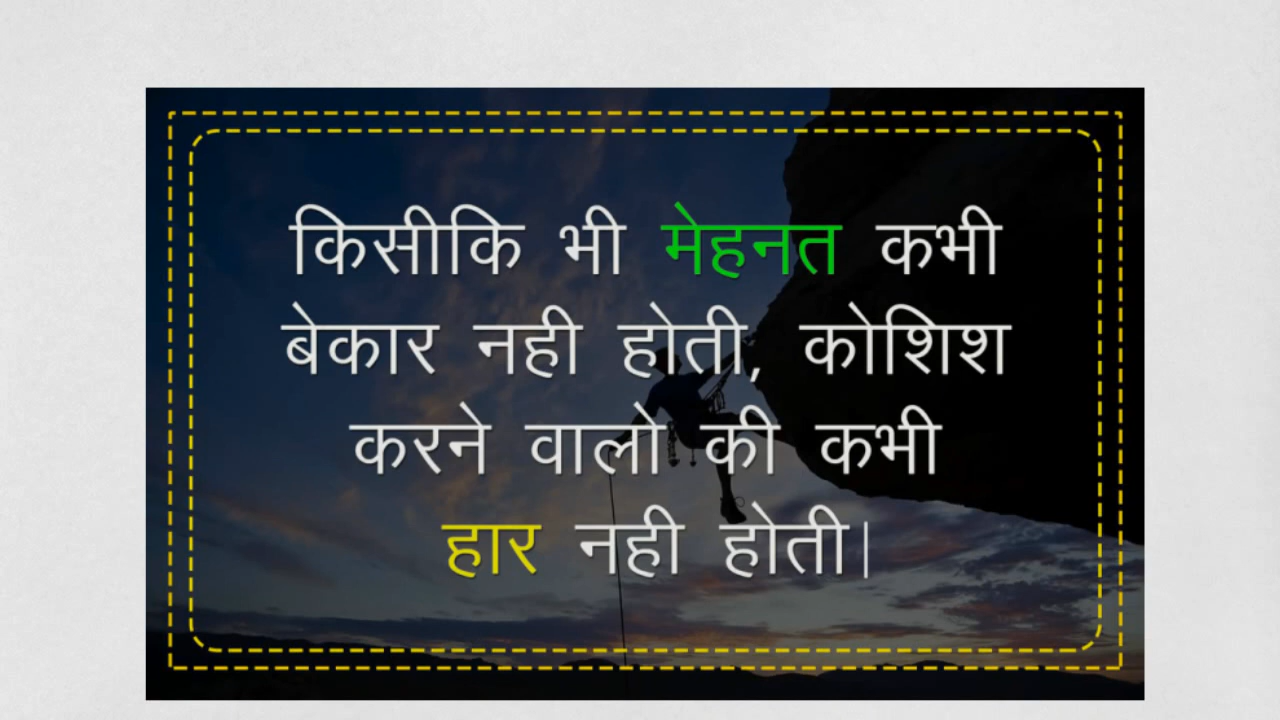 किसीकि भी मेहनत कभी
बेकार नही होती, कोशिश
करने वालो की कभी
हार नही होती|